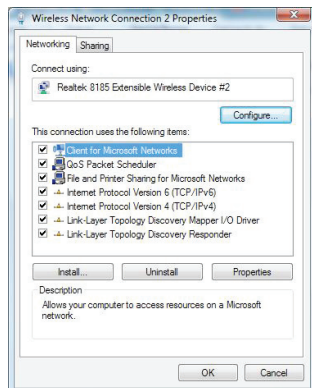 Wireless Network Connection 2 Properties
Networking Sharing
Connect using:
Realtek 8185 Extensible Wireless Device #2
Configure...
This connection uses the following items:
Client for Microsoft Networks
QoS Packet Scheduler
File and Printer Sharing for Microsoft Networks
Internet Protocol Version 6 (TCP/IPv6)
Internet Protocol Version 4 (TCP/IPv4)
Link-Layer Topology Discovery Mapper I/O Driver
Link-Layer Topology Discovery Responder
Install... Uninstall Properties
Description
Allows your computer to access resources on a Microsoft
network.
OK Cancel